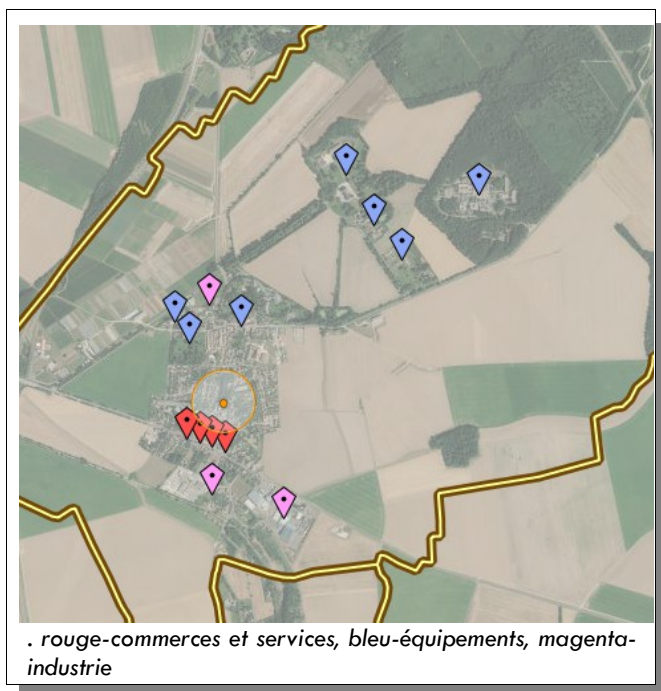 . rouge-commerces et services, bleu-équipements, magenta-
industrie